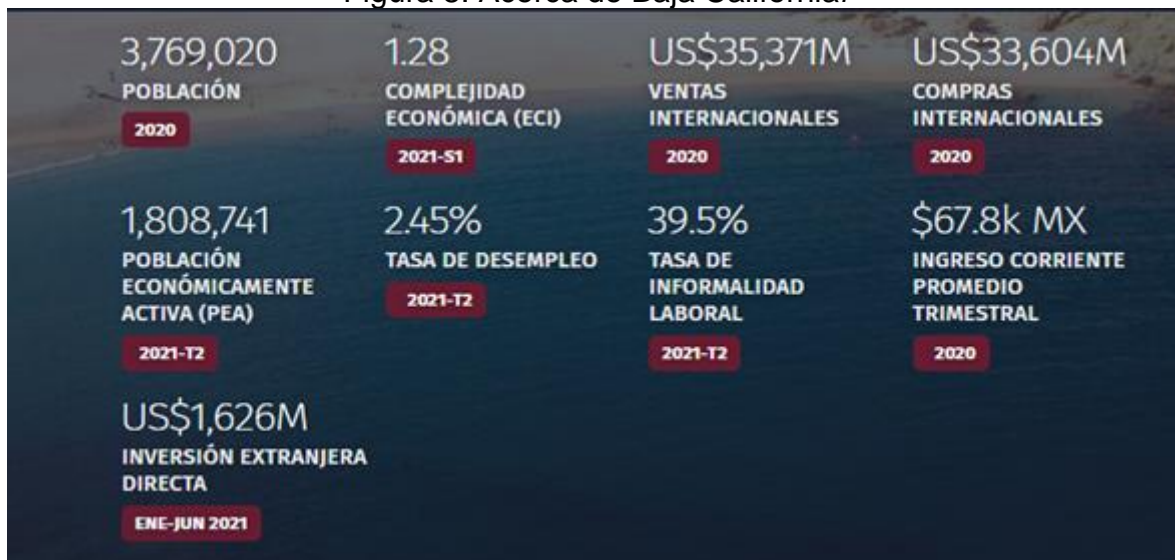 3,769,020
POBLACIÓN
2020
1.28
COMPLEJIDAD
ECONÓMICA (ECI)
2021-S1
US$35,371M
VENTAS
INTERNACIONALES
2020
US$33,604M
COMPRAS
INTERNACIONALES
2020
1,808,741
POBLACIÓN
ECONÓMICAMENTE
ACTIVA (PEA)
2021-T2
2.45%
TASA DE DESEMPLEO
2021-T2
39.5%
TASA DE
INFORMALIDAD
LABORAL
2021-T2
$67.8k MX
INGRESO CORRIENTE
PROMEDIO
TRIMESTRAL
2020
US$1,626M
INVERSIÓN EXTRANJERA
DIRECTA
ENE-JUN 2021